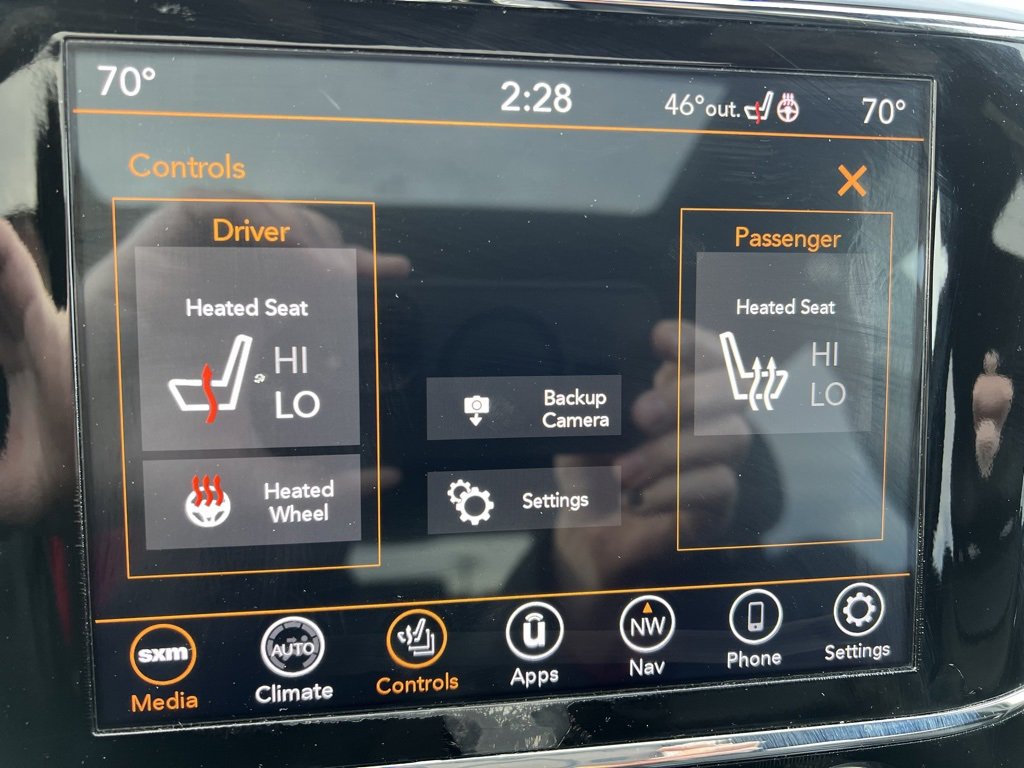 70° 2:28 46°out. 70°
Controls
Driver
Heated Seat
HI
LO
Heated
Wheel
Backup
Camera
Settings
Passenger
Heated Seat
HI
LO
sxm
Media
AUTO
Climate
Controls
u
Apps
NW
Nav
Phone
Settings